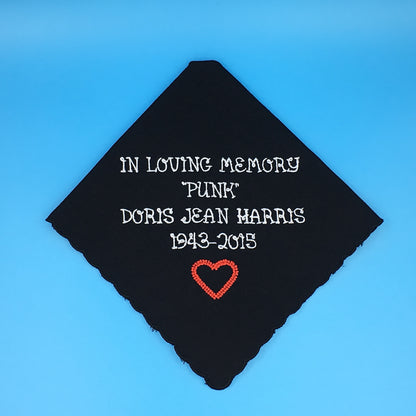 IN LOVING MEMORY
"PUNK"
DORIS JEAN HARRIS
1943-2015